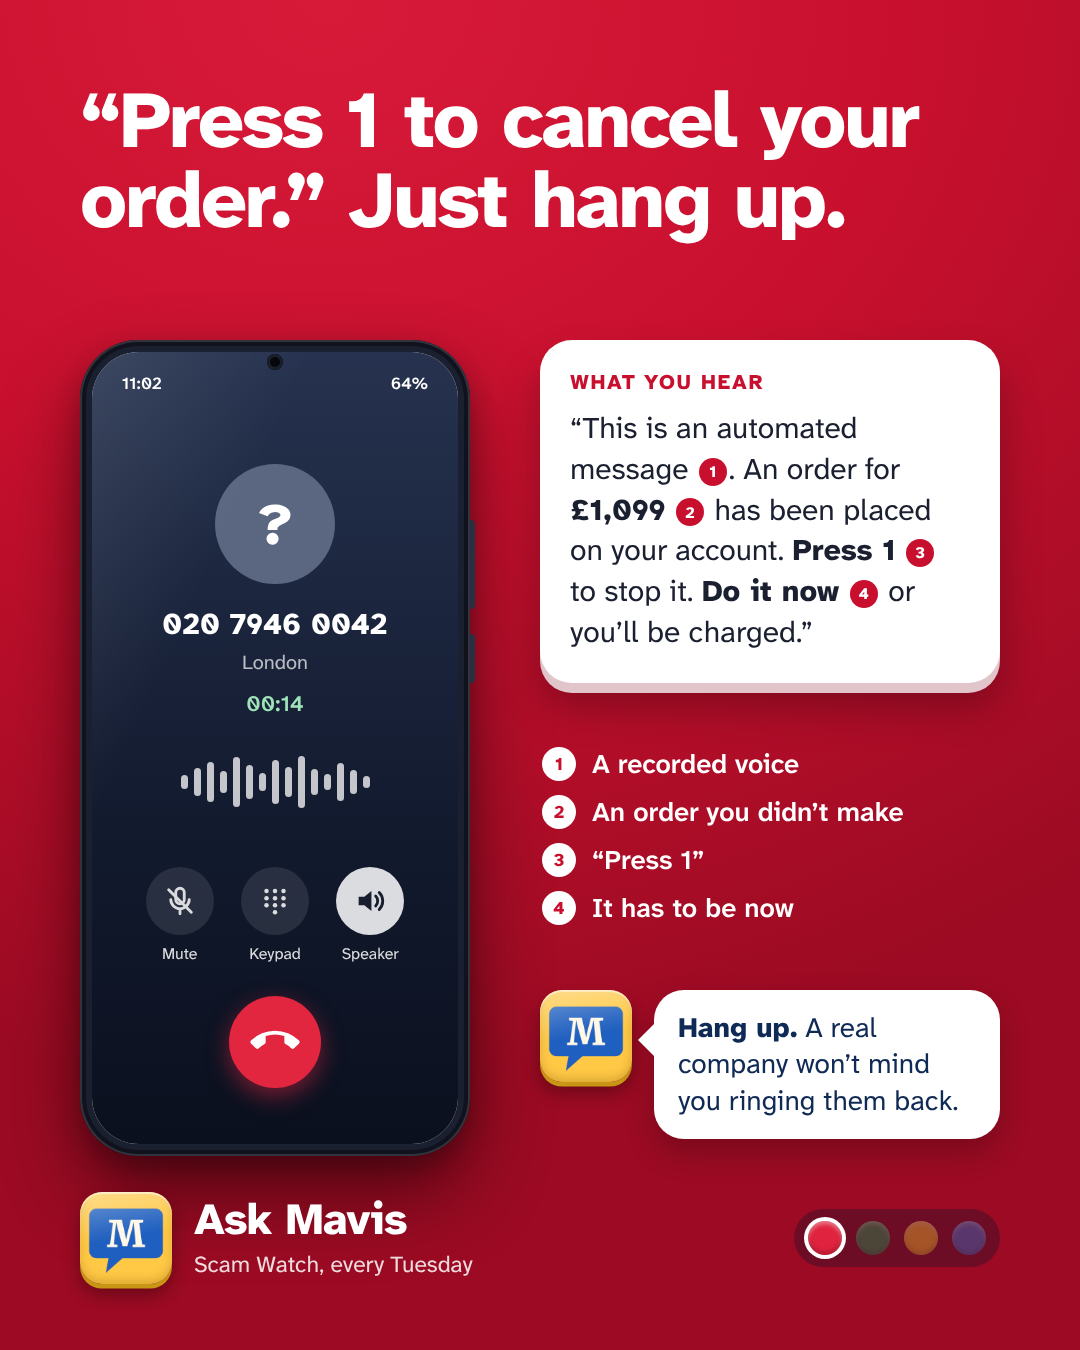 “Press 1 to cancel your
order.” Just hang up.
11:02
64%
?
020 7946 0042
London
00:14
Mute
Keypad
Speaker
WHAT YOU HEAR
“This is an automated
message 1. An order for
£1,099 2 has been placed
on your account. Press 1 3
to stop it. Do it now 4 or
you’ll be charged.”
1 A recorded voice
2 An order you didn’t make
3 “Press 1”
4 It has to be now
M
Hang up. A real
company won’t mind
you ringing them back.
M
Ask Mavis
Scam Watch, every Tuesday